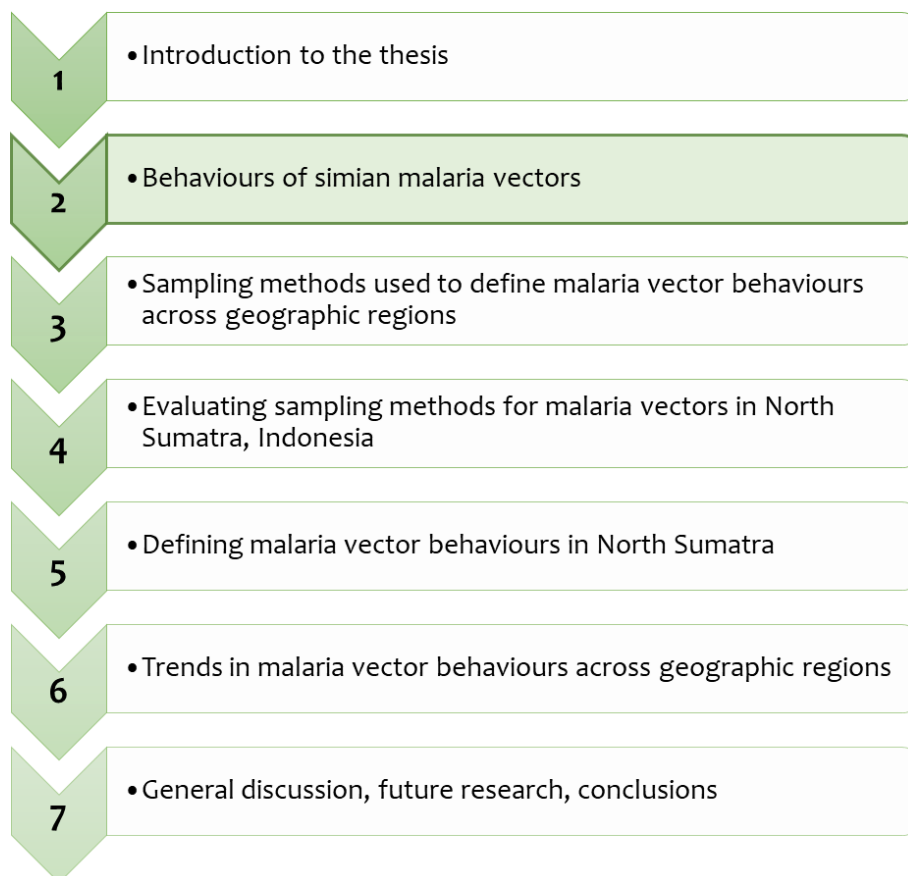 1
•Introduction to the thesis
2
•Behaviours of simian malaria vectors
3
•Sampling methods used to define malaria vector behaviours
across geographic regions
4
•Evaluating sampling methods for malaria vectors in North
Sumatra, Indonesia
5
•Defining malaria vector behaviours in North Sumatra
6
•Trends in malaria vector behaviours across geographic regions
7
•General discussion, future research, conclusions